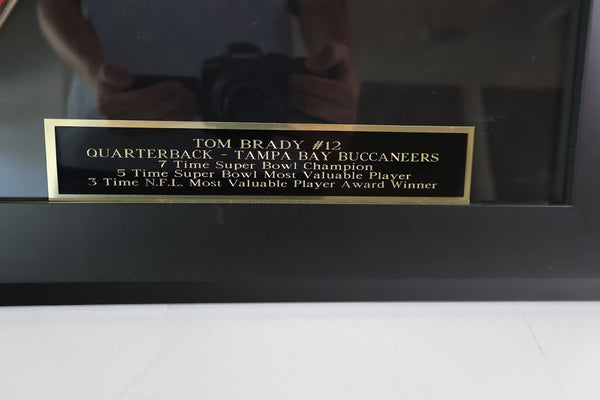 TOM BRADY #12
QUARTERBACK - TAMPA BAY BUCCANEERS
7 Time Super Bowl Champion
5 Time Super Bowl Most Valuable Player
3 Time N.F.L. Most Valuable Player Award Winner